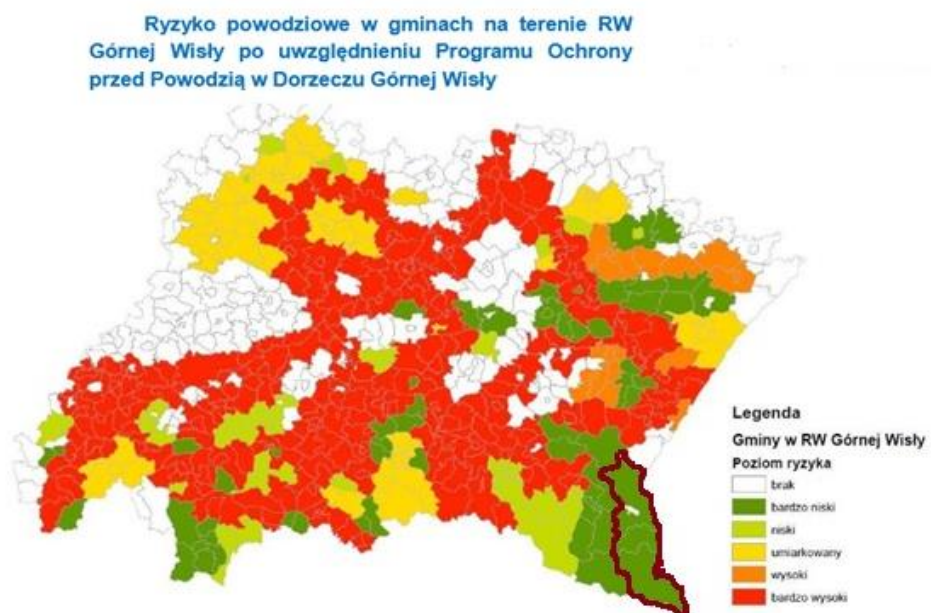 Ryzyko powodziowe w gminach na terenie RW
Górnej Wisły po uwzględnieniu Programu Ochrony
przed Powodzią w Dorzeczu Górnej Wisły
Legenda
Gminy w RW Górnej Wisły
Poziom ryzyka
brak
bardzo niski
niski
umiarkowany
wysoki
bardzo wysoki